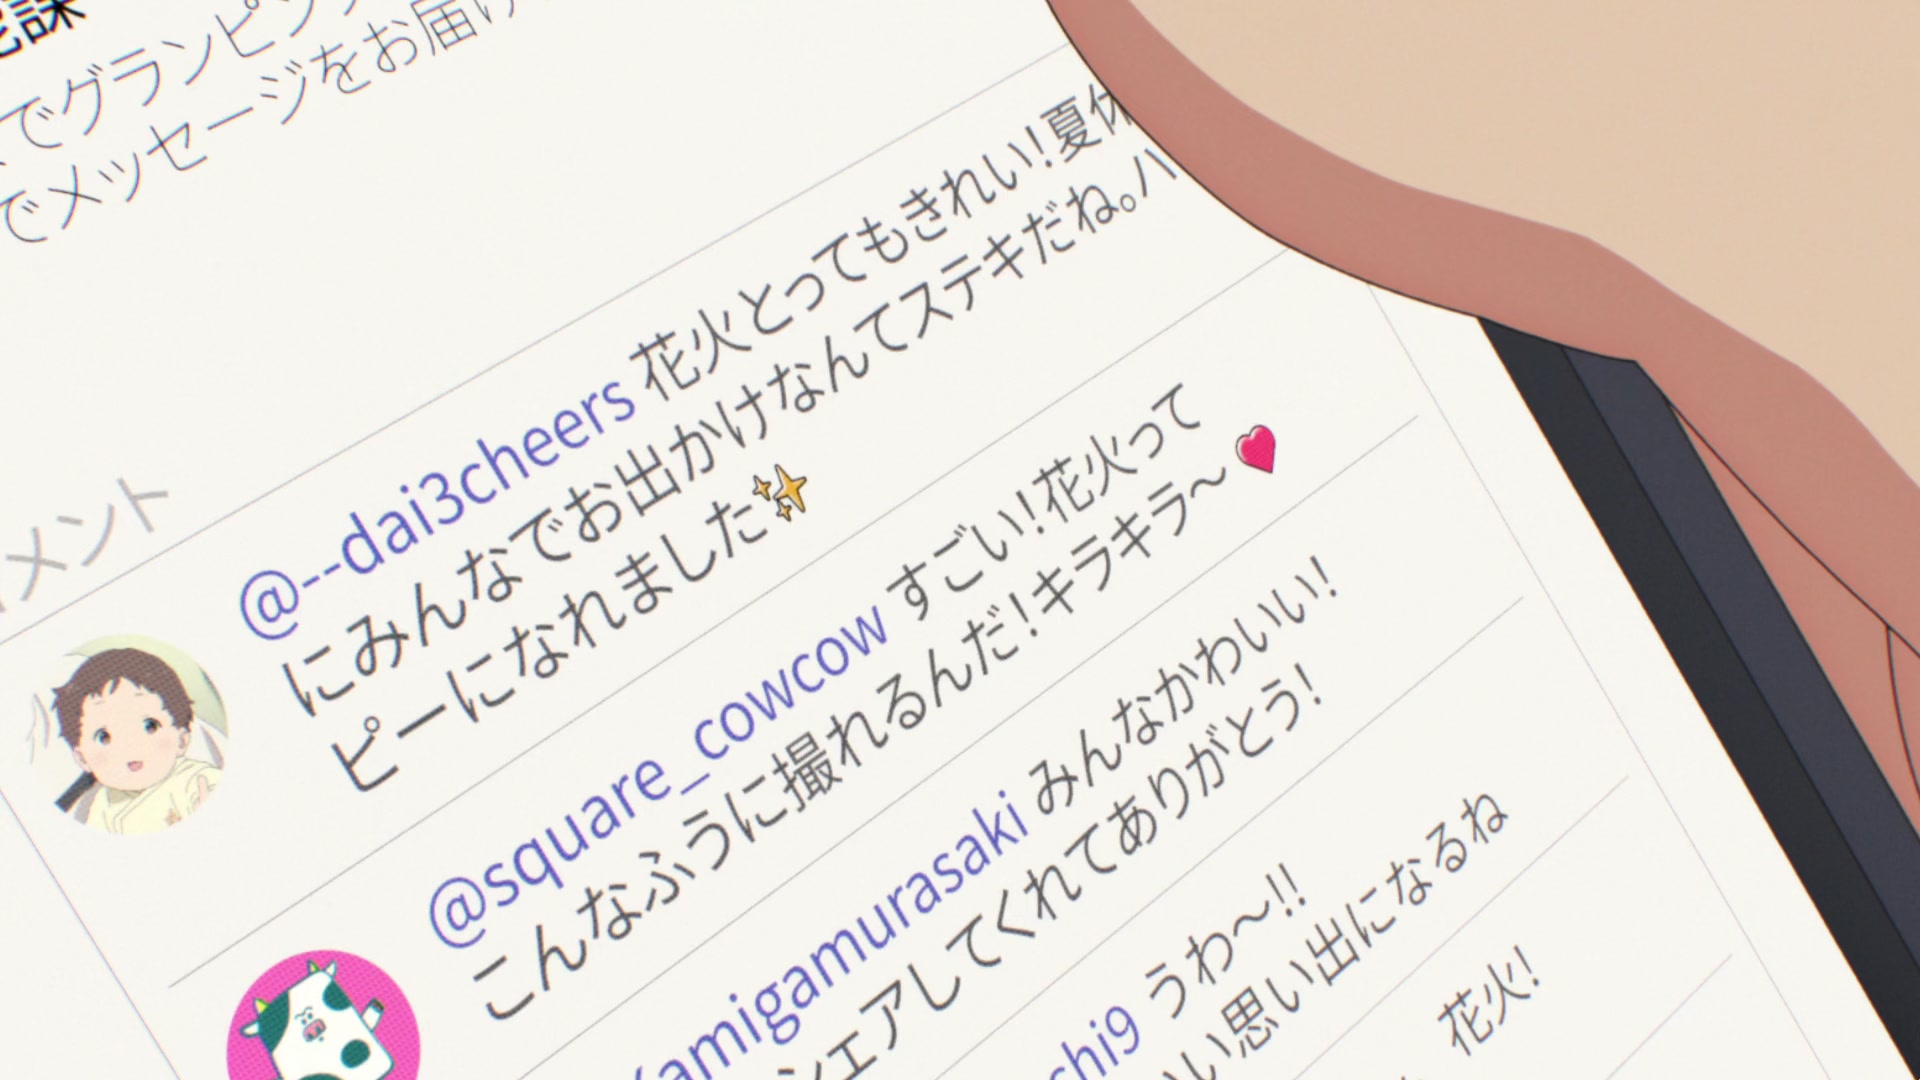 でグランピン
でメッセージをお届け
メント
@--dai3cheers 花火とってもきれい!夏休
にみんなでお出かけなんてステキだね。ハ
ピーになれました✨
@square_cowcow すごい!花火って
こんなふうに撮れるんだ!キラキラ～💗
amigamurasaki みんなかわいい!
シェアしてくれてありがとう!
chi9 うわ～!!
い思い出になるね
花火!